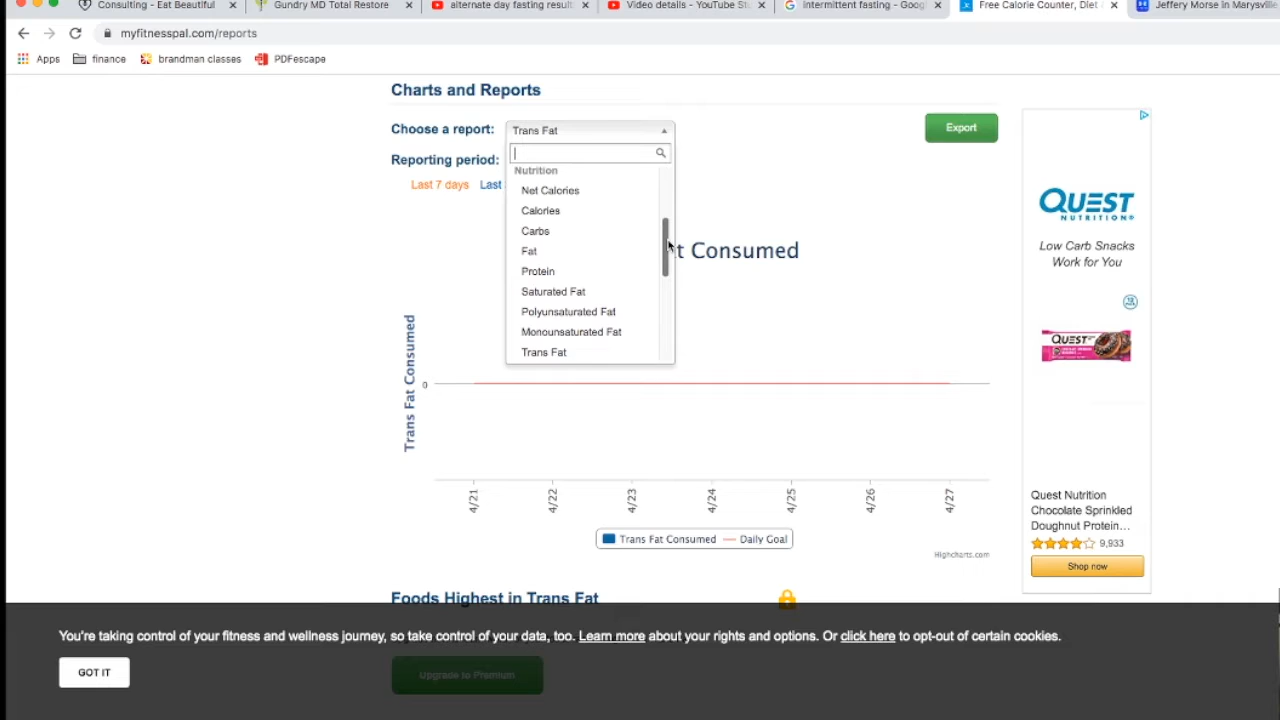 Consulting - Eat Beautiful
Gundry MD Total Restore
alternate day fasting result
Video details - YouTube St
intermittent fasting - Goog
Free Calorie Counter, Diet
Jeffery Morse in Marysville
myfitnesspal.com/reports
Apps
finance
brandman classes
PDFescape
Charts and Reports
Choose a report:
Trans Fat
Export
Reporting period:
Last 7 days
Last
Nutrition
Net Calories
Calories
Carbs
Fat
Protein
Saturated Fat
Polyunsaturated Fat
Monounsaturated Fat
Trans Fat
t Consumed
Trans Fat Consumed
0
4/21
4/22
4/23
4/24
4/25
4/26
4/27
Trans Fat Consumed
Daily Goal
Highcharts.com
QUEST
NUTRITION
Low Carb Snacks
Work for You
QUEST
Quest Nutrition
Chocolate Sprinkled
Doughnut Protein...
9,933
Shop now
Foods Highest in Trans Fat
You're taking control of your fitness and wellness journey, so take control of your data, too. Learn more about your rights and options. Or click here to opt-out of certain cookies.
GOT IT
Upgrade to Premium